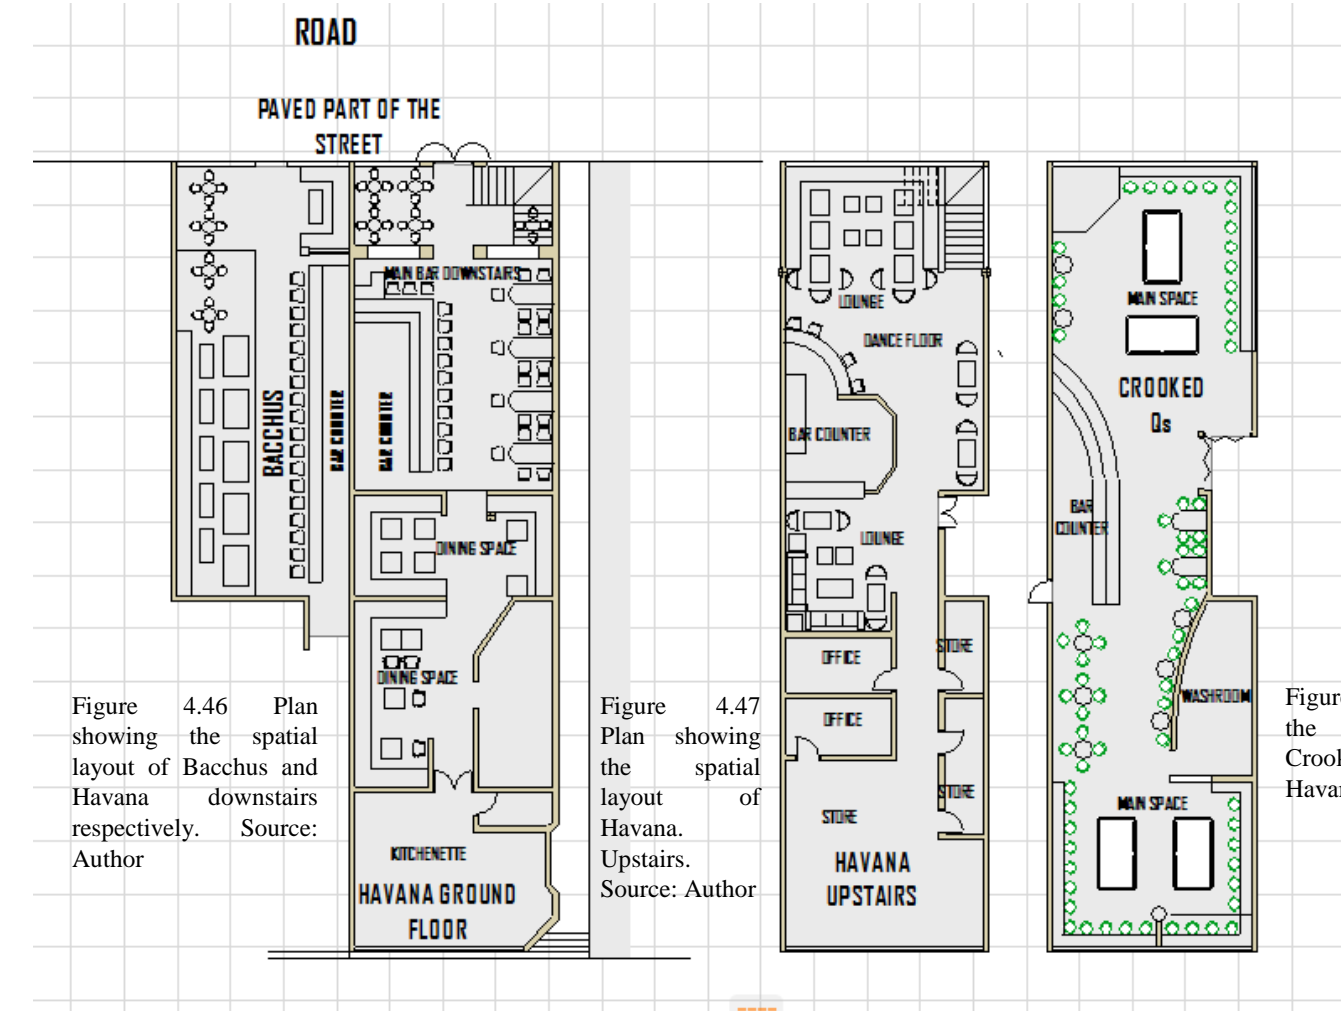 ROAD
PAVED PART OF THE
STREET
MAIN BAR DOWNSTAIRS
BACCHUS
BAR COUNTER
BAR COUNTER
DINING SPACE
DINING SPACE
KITCHENETTE
HAVANA GROUND
FLOOR
Figure 4.46 Plan
showing the spatial
layout of Bacchus and
Havana downstairs
respectively. Source:
Author
LOUNGE
DANCE FLOOR
BAR COUNTER
LOUNGE
OFFICE
STORE
OFFICE
STORE
STORE
HAVANA
UPSTAIRS
Figure 4.47
Plan showing
the spatial
layout of
Havana.
Upstairs.
Source: Author
MAIN SPACE
CROOKED
Qs
BAR
COUNTER
WASHROOM
MAIN SPACE
Figure
the
Crook
Havan